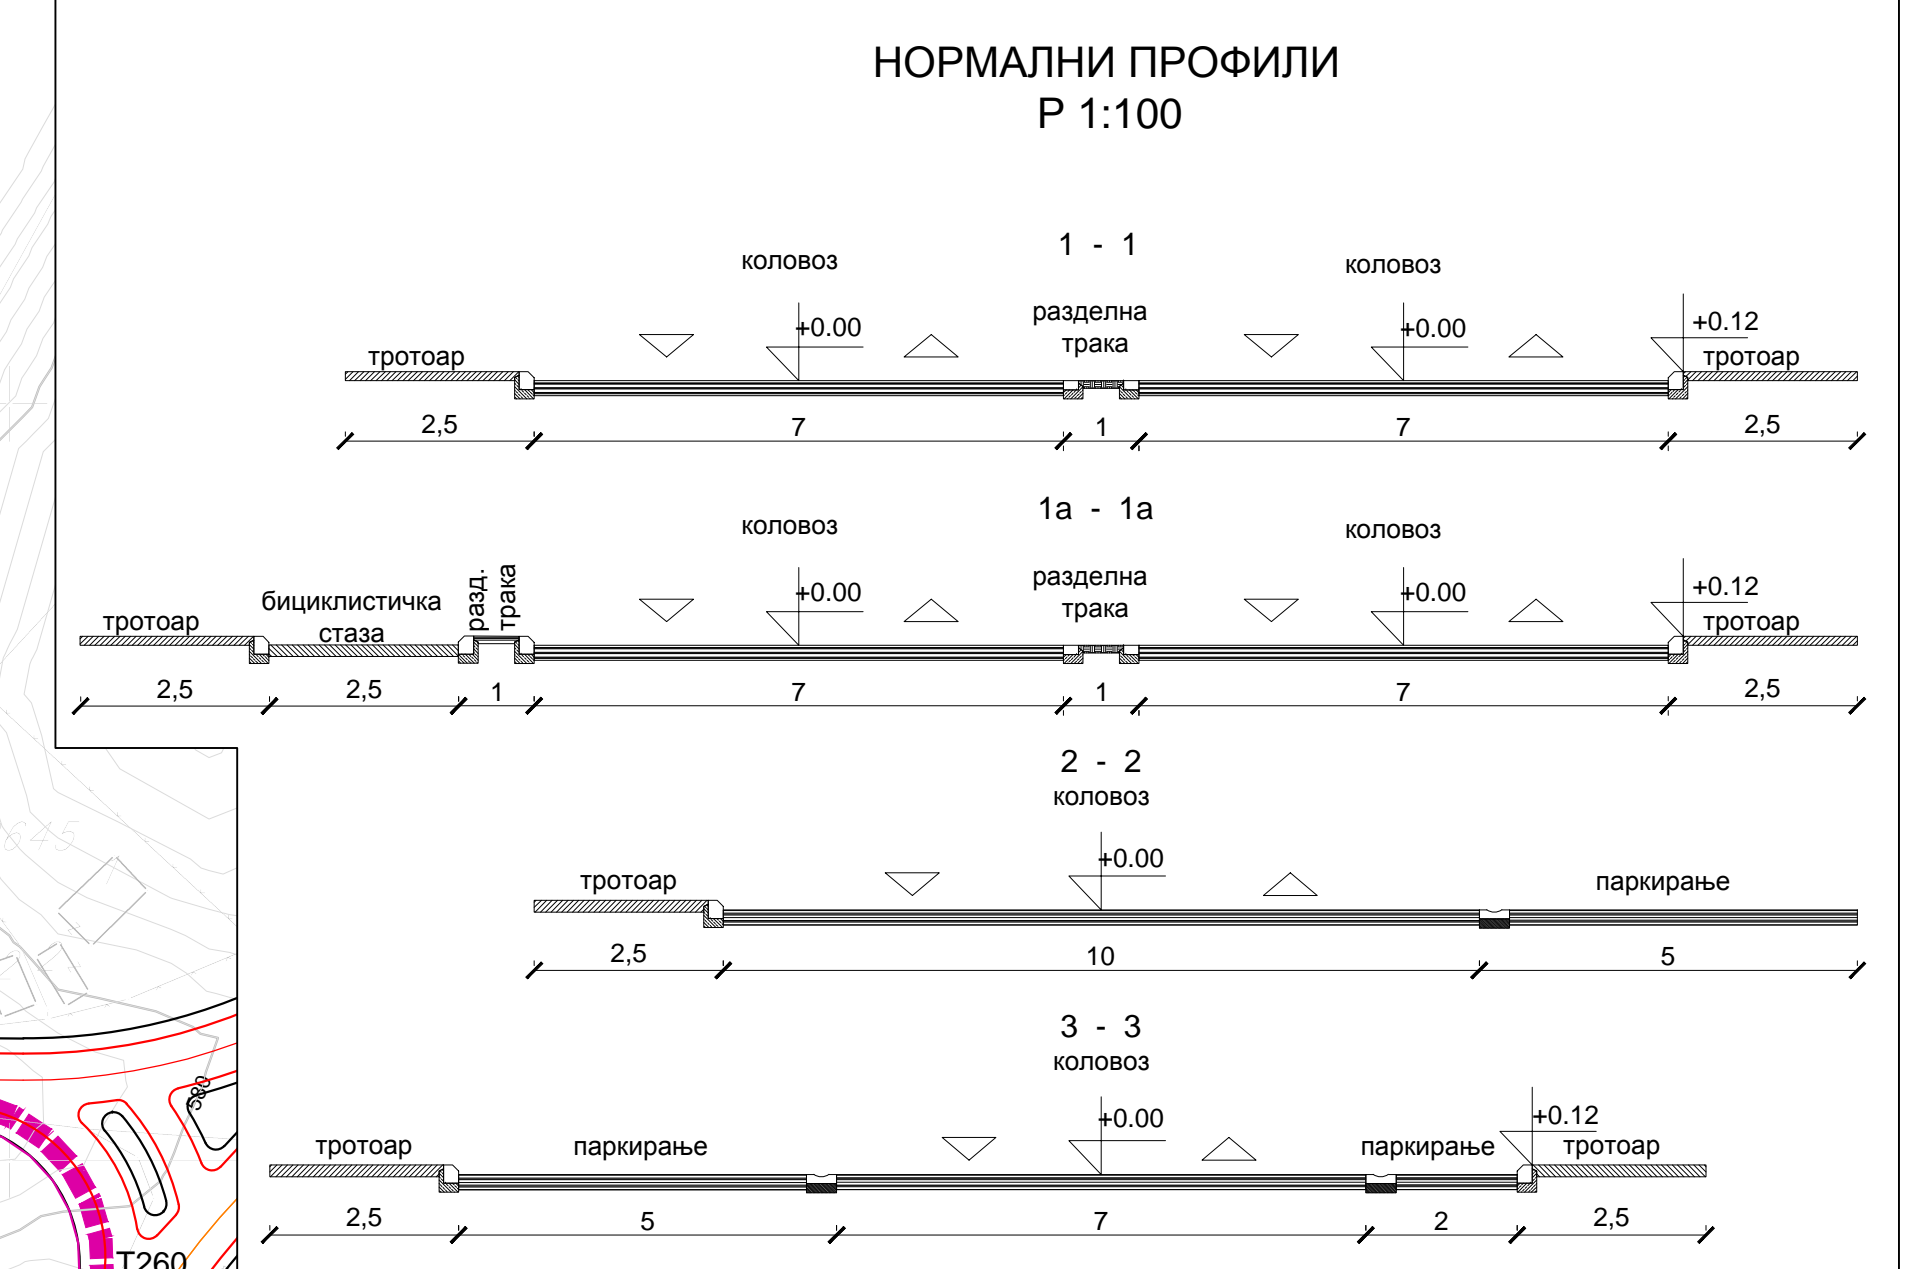 НОРМАЛНИ ПРОФИЛИ
Р 1:100
1 - 1
коловоз
коловоз
разделна
трака
+0.00
+0.00
+0.12
тротоар
тротоар
2,5
7
1
7
2,5
1а - 1а
коловоз
коловоз
разд.
трака
разделна
трака
+0.00
+0.00
+0.12
тротоар
бициклистичка
стаза
тротоар
2,5
2,5
1
7
1
7
2,5
2 - 2
коловоз
+0.00
тротоар
паркирање
2,5
10
5
645
3 - 3
коловоз
+0.00
+0.12
тротоар
паркирање
паркирање
тротоар
2,5
5
7
2
2,5
580
Т260